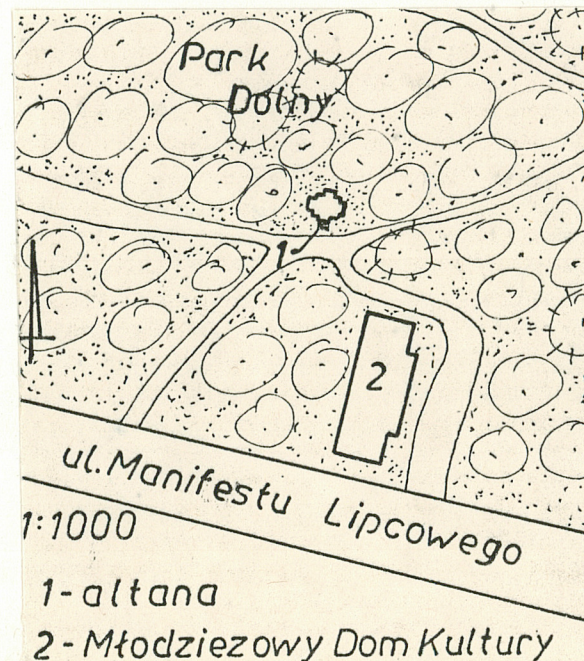 Park
Dolny
1
2
ul. Manifestu Lipcowego
1:1000
1 - altana
2 - Młodziezowy Dom Kultury